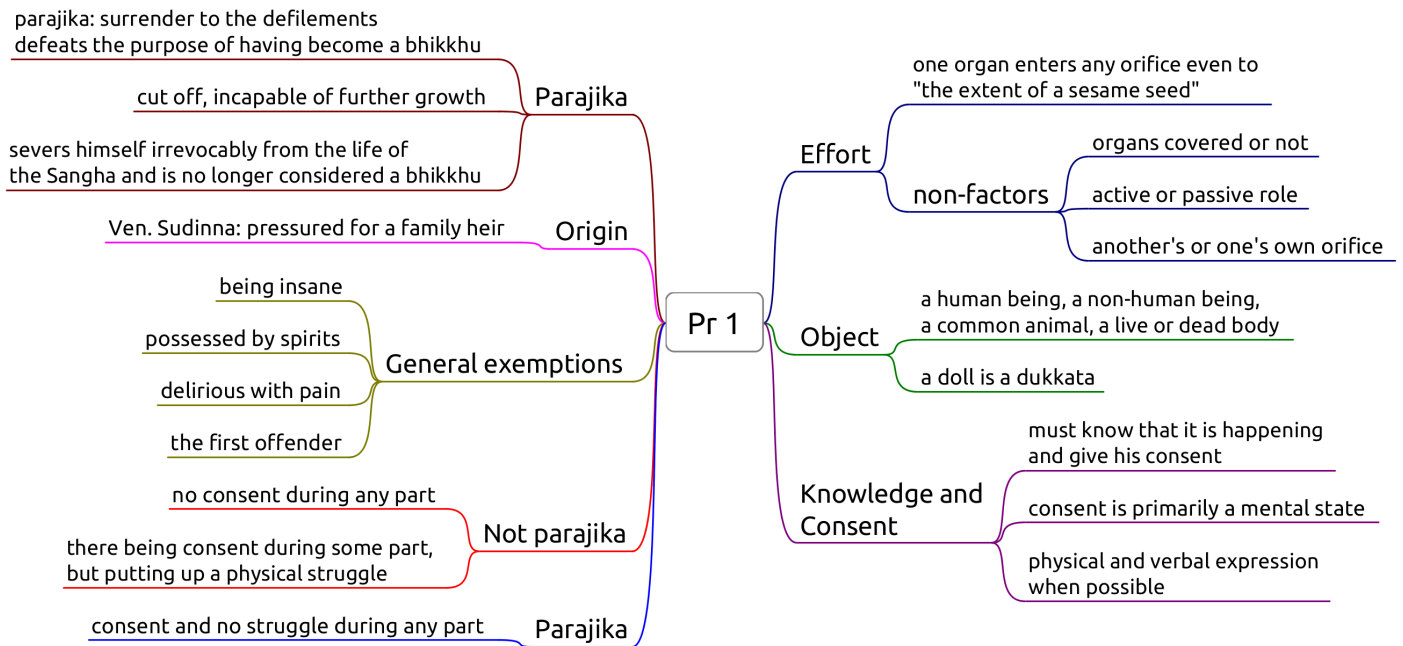 parajika: surrender to the defilements
defeats the purpose of having become a bhikkhu
cut off, incapable of further growth
severs himself irrevocably from the life of
the Sangha and is no longer considered a bhikkhu
Parajika
Ven. Sudinna: pressured for a family heir
Origin
being insane
possessed by spirits
delirious with pain
the first offender
General exemptions
no consent during any part
there being consent during some part,
but putting up a physical struggle
Not parajika
consent and no struggle during any part
Parajika
Pr 1
Effort
one organ enters any orifice even to
"the extent of a sesame seed"
non-factors
organs covered or not
active or passive role
another's or one's own orifice
Object
a human being, a non-human being,
a common animal, a live or dead body
a doll is a dukkata
Knowledge and
Consent
must know that it is happening
and give his consent
consent is primarily a mental state
physical and verbal expression
when possible